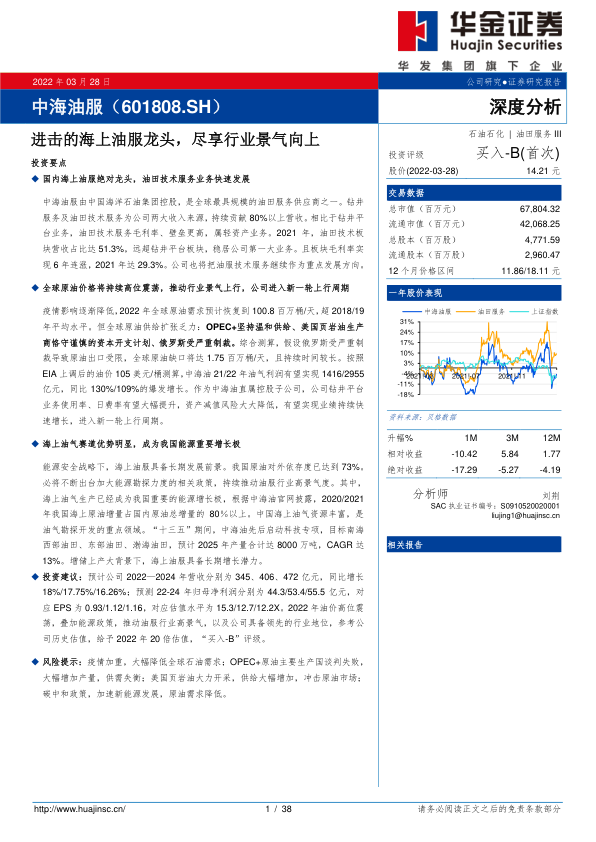 华金证券
Huajin Securities
华发集团旗下企业
2022 年 03 月 28 日
公司研究●证券研究报告
中海油服（601808.SH）
深度分析
进击的海上油服龙头，尽享行业景气向上
投资要点
◆ 国内海上油服绝对龙头，油田技术服务业务快速发展
中海油服由中国海洋石油集团控股，是全球最具规模的油田服务供应商之一。钻井
服务及油田技术服务为公司两大收入来源，持续贡献 80%以上营收。相比于钻井平
台业务，油田技术服务毛利率、壁垒更高，属轻资产业务。2021 年，油田技术板
块营收占比达 51.3%，远超钻井平台板块，稳居公司第一大业务。且板块毛利率实
现 6 年连涨，2021 年达 29.3%。公司也将把油服技术服务继续作为重点发展方向。
◆ 全球原油价格将持续高位震荡，推动行业景气上行，公司进入新一轮上行周期
疫情影响逐渐降低，2022 年全球原油需求预计恢复到 100.8 百万桶/天，超 2018/19
年平水平。但全球原油供给扩张乏力：OPEC+坚持温和供给、美国页岩油生产
商恪守谨慎的资本开支计划、俄罗斯受严重制裁。综合测算，假设俄罗斯受严重制
裁导致原油出口受限，全球原油缺口将达 1.75 百万桶/天，且持续时间较长。按照
EIA 上调后的油价 105 美元/桶测算，中海油 21/22 年油气利润有望实现 1416/2955
亿元，同比 130%/109%的爆发增长。作为中海油直属控股子公司，公司钻井平台
业务使用率、日费率有望大幅提升，资产减值风险大大降低，有望实现业绩持续快
速增长，进入新一轮上行周期。
◆ 海上油气赛道优势明显，成为我国能源重要增长极
能源安全战略下，海上油服具备长期发展前景。我国原油对外依存度已达到 73%。
必将不断出台加大能源勘探力度的相关政策，持续推动油服行业高景气度。其中，
海上油气生产已经成为我国重要的能源增长极，根据中海油官网披露，2020/2021
年我国海上原油增量占国内原油总增量的 80%以上。中国海上油气资源丰富，是
油气勘探开发的重点领域。“十三五”期间，中海油先后启动科技专项，目标南海
西部油田、东部油田、渤海油田，预计 2025 年产量合计达 8000 万吨，CAGR 达
13%。增储上产大背景下，海上油服具备长期增长潜力。
◆ 投资建议：预计公司 2022—2024 年营收分别为 345、406、472 亿元，同比增长
18%/17.75%/16.26%；预测 22-24 年归母净利润分别为 44.3/53.4/55.5 亿元，对
应 EPS 为 0.93/1.12/1.16，对应估值水平为 15.3/12.7/12.2X。2022 年油价高位震
荡，叠加能源政策，推动油服行业高景气，以及公司具备领先的行业地位，参考公
司历史估值，给予 2022 年 20 倍估值，“买入-B”评级。
◆ 风险提示：疫情加重，大幅降低全球石油需求；OPEC+原油主要生产国谈判失败，
大幅增加产量，供需失衡；美国页岩油大力开采，供给大幅增加，冲击原油市场；
碳中和政策，加速新能源发展，原油需求降低。
石油石化 | 油田服务 III
投资评级 买入-B(首次)
股价(2022-03-28) 14.21 元
交易数据
总市值（百万元） 67,804.32
流通市值（百万元） 42,068.25
总股本（百万股） 4,771.59
流通股本（百万股） 2,960.47
12 个月价格区间 11.86/18.11 元
一年股价表现
中海油服 油田服务 上证指数
31%
24%
17%
10%
3%
-4%
-11%
-18%
2021-03 2021-07 2021-11
资料来源：贝格数据
升幅% 1M 3M 12M
相对收益 -10.42 5.84 1.77
绝对收益 -17.29 -5.27 -4.19
分析师 刘荆
SAC 执业证书编号：S0910520020001
liujing1@huajinsc.cn
相关报告
http://www.huajinsc.cn/
1 / 38
请务必阅读正文之后的免责条款部分